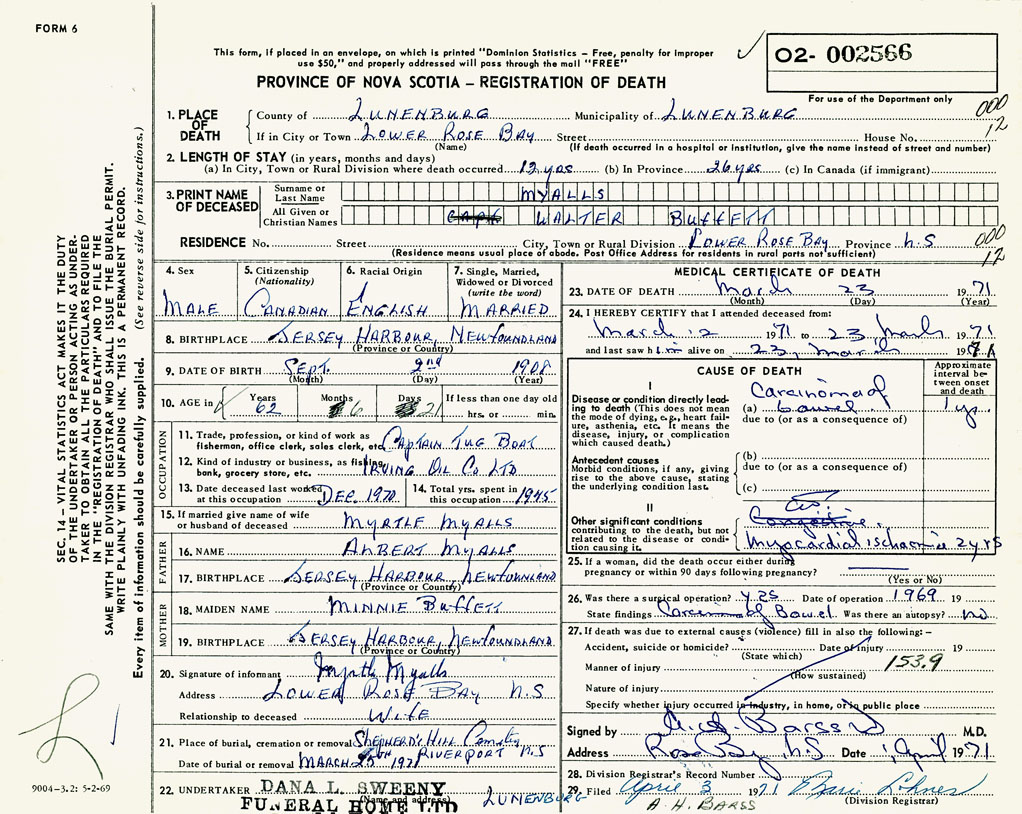 FORM 6
This form, if placed in an envelope, on which is printed "Dominion Statistics – Free, penalty for improper
use $50," and properly addressed will pass through the mail "FREE"
O2- 002566
PROVINCE OF NOVA SCOTIA – REGISTRATION OF DEATH
For use of the Department only
000
12
1. PLACE OF DEATH
County of LUNENBURG Municipality of LUNENBURG
If in City or Town LOWER ROSE BAY Street House No.
(Name) (If death occurred in a hospital or institution, give the name instead of street and number)
2. LENGTH OF STAY (in years, months and days)
(a) In City, Town or Rural Division where death occurred 12 yrs (b) In Province 26 yrs (c) In Canada (if immigrant)
3. PRINT NAME OF DECEASED
Surname or Last Name MYALLS
All Given or Christian Names CAPT WALTER BUFFETT
RESIDENCE No. Street City, Town or Rural Division LOWER ROSE BAY Province N.S
000
12
(Residence means usual place of abode. Post Office Address for residents in rural parts not sufficient)
4. Sex
MALE
5. Citizenship (Nationality)
CANADIAN
6. Racial Origin
ENGLISH
7. Single, Married, Widowed or Divorced (write the word)
MARRIED
8. BIRTHPLACE JERSEY HARBOUR, NEWFOUNDLAND
(Province or Country)
9. DATE OF BIRTH SEPT. 2nd 1908
(Month) (Day) (Year)
10. AGE in Years 62 Months 6 Days 21 If less than one day old
hrs. or min.
OCCUPATION
11. Trade, profession, or kind of work as
fisherman, office clerk, sales clerk, etc. CAPTAIN TUG BOAT
12. Kind of industry or business, as fishing,
bank, grocery store, etc. IRVING OIL CO LTD
13. Date deceased last worked
at this occupation DEC. 1970
14. Total yrs. spent in
this occupation 1945
15. If married give name of wife
or husband of deceased MYRTLE MYALLS
FATHER
16. NAME ALBERT MYALLS
17. BIRTHPLACE JERSEY HARBOUR, NEWFOUNDLAND
(Province or Country)
MOTHER
18. MAIDEN NAME MINNIE BUFFETT
19. BIRTHPLACE JERSEY HARBOUR, NEWFOUNDLAND
(Province or Country)
20. Signature of informant Myrtle Myalls
Address LOWER ROSE BAY N.S
Relationship to deceased WIFE
21. Place of burial, cremation or removal SHEPHERD'S HILL
RIVERPORT N.S
Date of burial or removal MARCH 25 1971
22. UNDERTAKER DANA L. SWEENY
(Name and address)
FUNERAL HOME LTD LUNENBURG
MEDICAL CERTIFICATE OF DEATH
23. DATE OF DEATH March 23 1971
(Month) (Day) (Year)
24. I HEREBY CERTIFY that I attended deceased from:
March 12 1971 to 23, March 1971
and last saw him alive on 23, March 1971
CAUSE OF DEATH
Approximate interval between onset and death
I
Disease or condition directly leading to death (This does not mean the mode of dying, e.g., heart failure, asthenia, etc. It means the disease, injury, or complication which caused death.)
Carcinoma of
(a) bowel 1 yr
due to (or as a consequence of)
Antecedent causes
Morbid conditions, if any, giving rise to the above cause, stating the underlying condition last.
(b)
due to (or as a consequence of)
(c)
II
Other significant conditions contributing to the death, but not related to the disease or condition causing it.
Myocardial ischaemia 2 yrs
25. If a woman, did the death occur either during
pregnancy or within 90 days following pregnancy?
(Yes or No)
26. Was there a surgical operation? yes Date of operation 1969 19
State findings of Bowel Was there an autopsy? no
27. If death was due to external causes (violence) fill in also the following:–
Accident, suicide or homicide? Date of injury 19
(State which)
153.9
Manner of injury
(How sustained)
Nature of injury
Specify whether injury occurred in industry, in home, or in public place
Signed by Barss M.D.
Address Rose Bay N.S Date 1 April 1971
28. Division Registrar's Record Number
29. Filed April 3 1971 Lohnes
A. H. BARSS (Division Registrar)
SEC. 14 – VITAL STATISTICS ACT MAKES IT THE DUTY
OF THE UNDERTAKER OR PERSON ACTING AS UNDER-
TAKER TO OBTAIN ALL THE PARTICULARS REQUIRED
IN THE "REGISTRATION OF DEATH" AND TO FILE THE
SAME WITH THE DIVISION REGISTRAR WHO SHALL ISSUE THE BURIAL PERMIT.
WRITE PLAINLY WITH UNFADING INK. THIS IS A PERMANENT RECORD.
Every item of information should be carefully supplied. (See reverse side for instructions.)
9004-3.2: 5-2-69